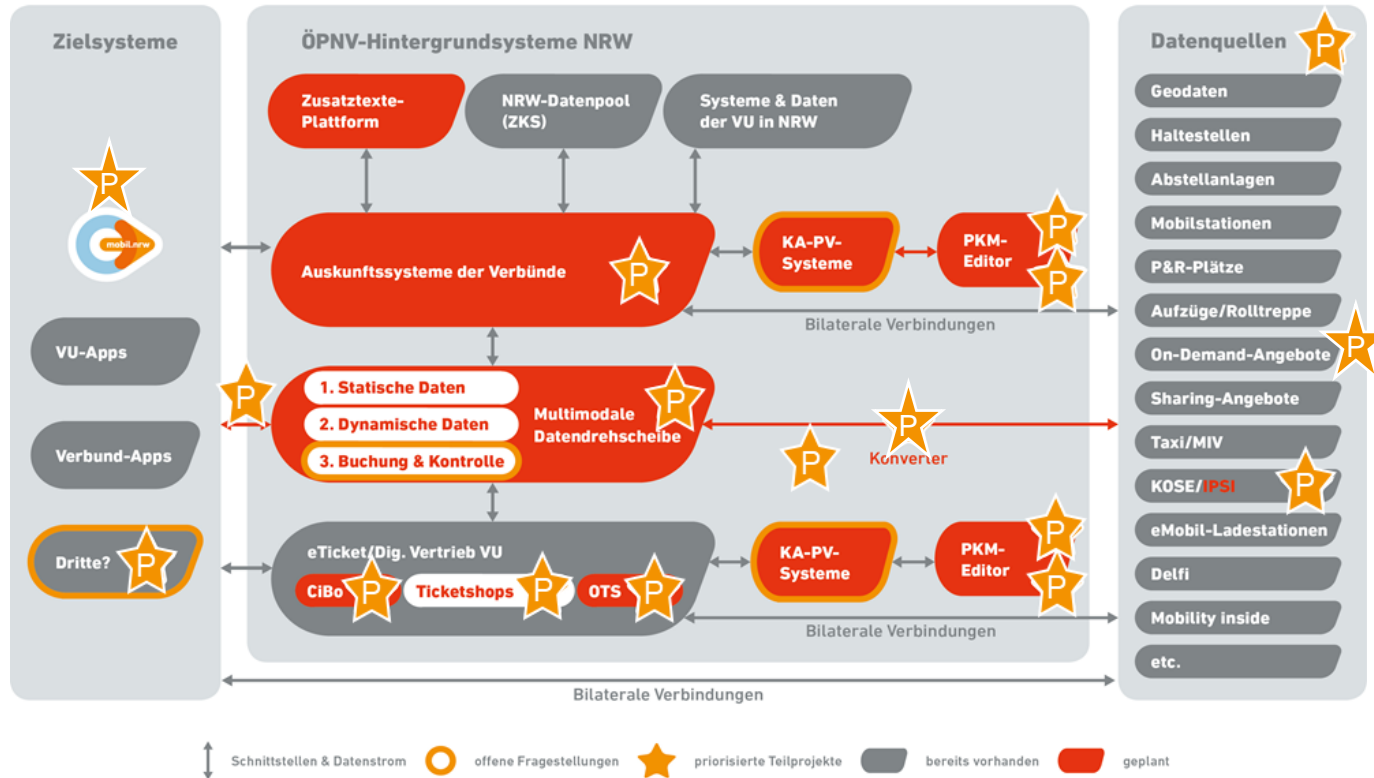 Zielsysteme
P
mobil.nrw
VU-Apps
Verbund-Apps
Dritte?
P
P
ÖPNV-Hintergrundsysteme NRW
Zusatztexte-
Plattform
NRW-Datenpool
(ZKS)
Systeme & Daten
der VU in NRW
Auskunftssysteme der Verbünde
P
KA-PV-
Systeme
PKM-
Editor
P
P
Bilaterale Verbindungen
1. Statische Daten
2. Dynamische Daten
3. Buchung & Kontrolle
Multimodale
Datendrehscheibe
P
P
P
Konverter
eTicket/Dig. Vertrieb VU
CiBo
P
Ticketshops
P
OTS
P
KA-PV-
Systeme
PKM-
Editor
P
P
Bilaterale Verbindungen
Datenquellen
P
Geodaten
Haltestellen
Abstellanlagen
Mobilstationen
P&R-Plätze
Aufzüge/Rolltreppe
On-Demand-Angebote
P
Sharing-Angebote
Taxi/MIV
KOSE/IPSI
P
eMobil-Ladestationen
Delfi
Mobility inside
etc.
Bilaterale Verbindungen
Schnittstellen & Datenstrom
offene Fragestellungen
priorisierte Teilprojekte
bereits vorhanden
geplant